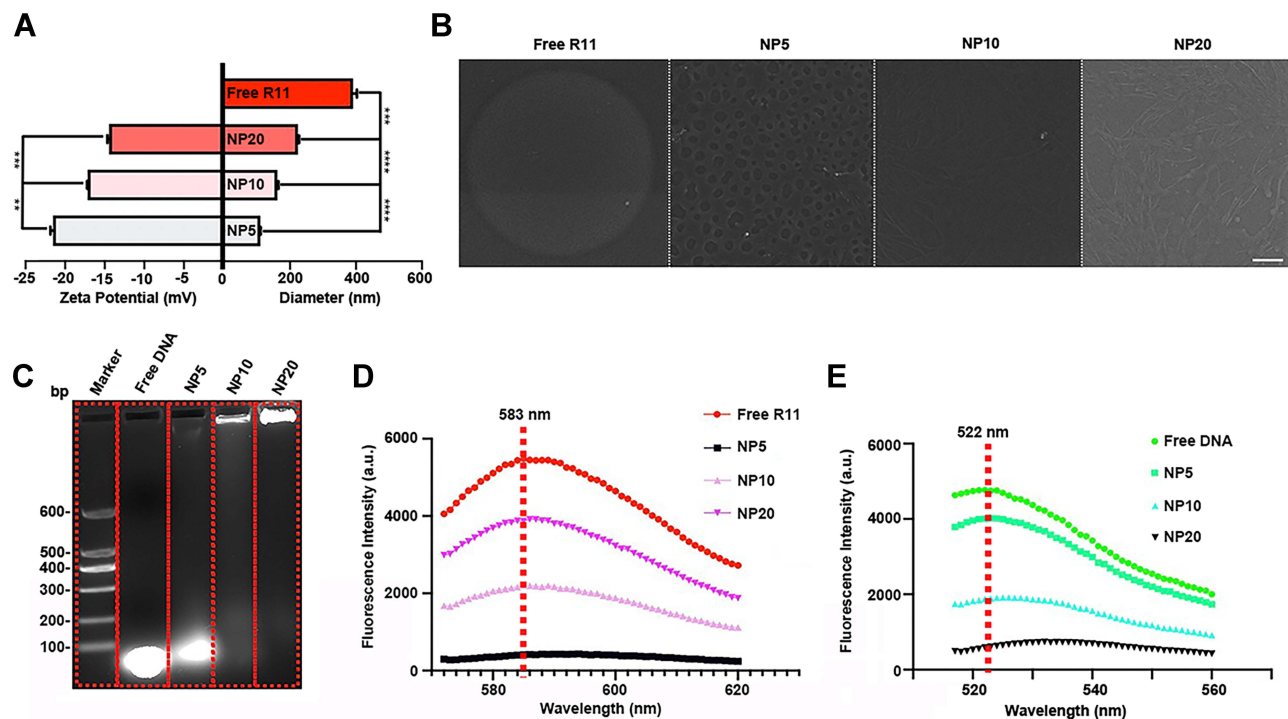 A
Free R11
NP20
NP10
NP5
***
****
****
***
**
-25
-20
-15
-10
-5
0
200
400
600
Zeta Potential (mV)
Diameter (nm)
B
Free R11
NP5
NP10
NP20
C
bp
Marker
Free DNA
NP5
NP10
NP20
600-
500-
400-
300-
200-
100-
D
583 nm
Free R11
NP5
NP10
NP20
Fluorescence Intensity (a.u.)
6000
4000
2000
0
580
600
620
Wavelength (nm)
E
522 nm
Free DNA
NP5
NP10
NP20
Fluorescence Intensity (a.u.)
6000
4000
2000
0
520
540
560
Wavelength (nm)